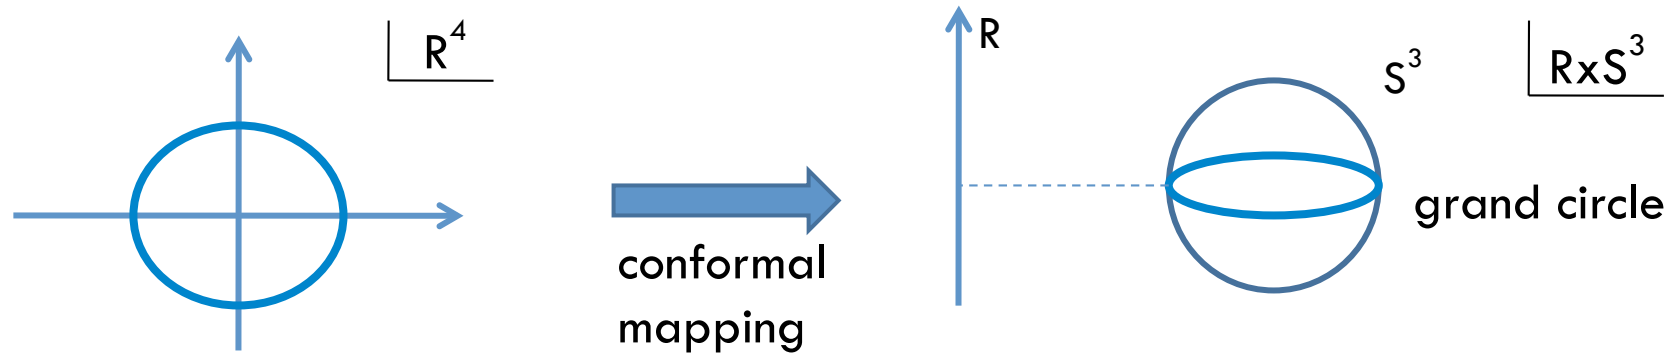 R⁴
conformal
mapping
R
S³
RxS³
grand circle